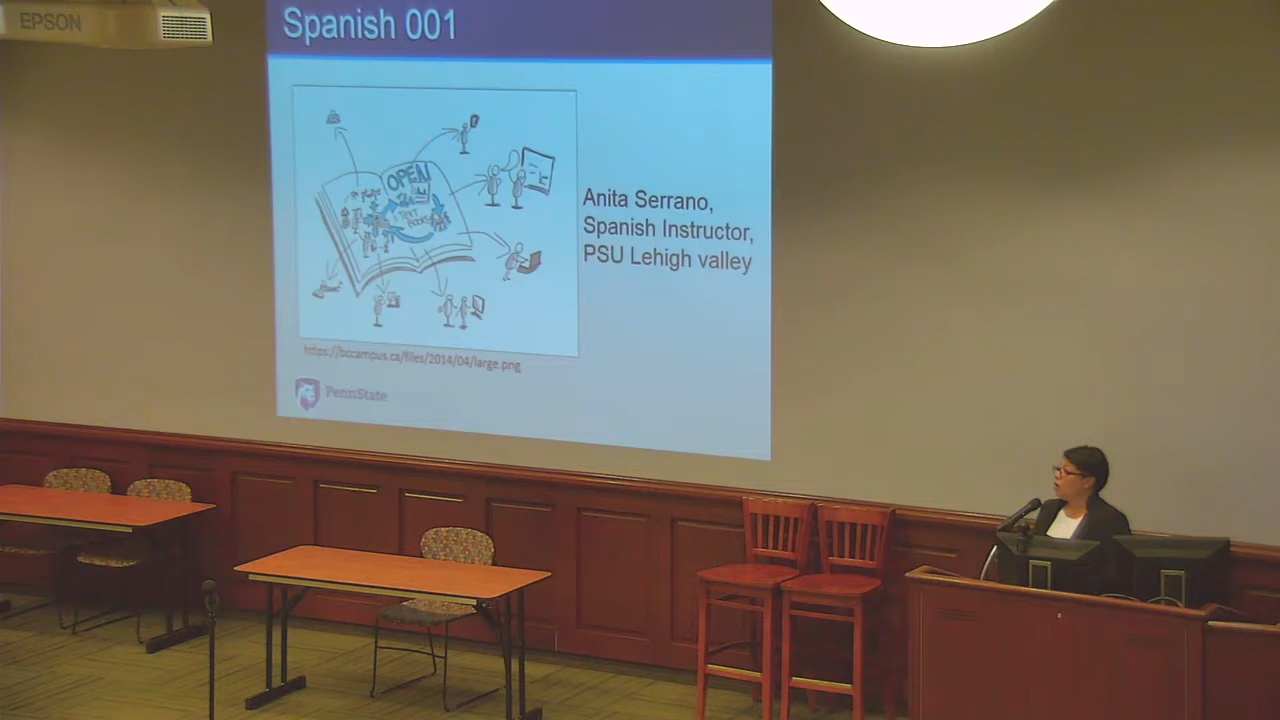 EPSON
Spanish 001
OPEN
TEXT
BOOKS
Anita Serrano,
Spanish Instructor,
PSU Lehigh valley
https://bccampus.ca/files/2014/04/large.png
PennState